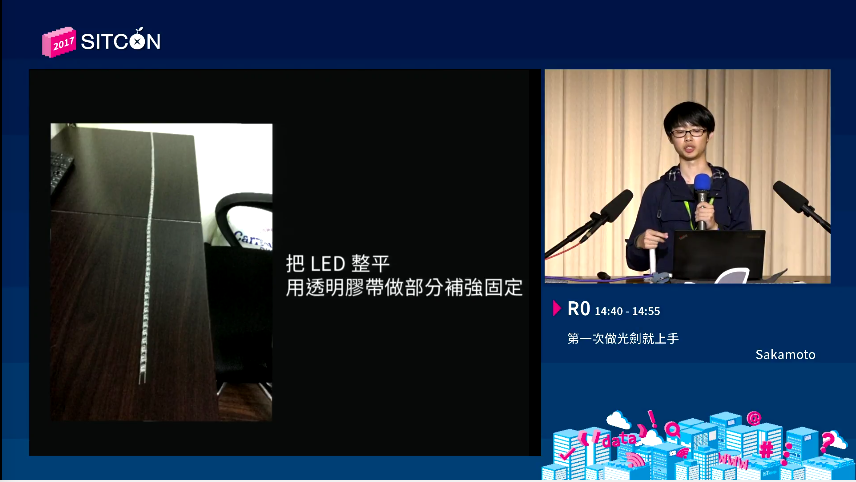 2017 SITCON
把 LED 整平
用透明膠帶做部分補強固定
R0 14:40 - 14:55
第一次做光劍就上手
Sakamoto
data
@
www
#
?
!